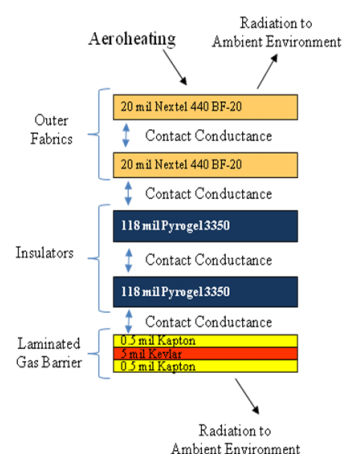 Radiation to
Ambient Environment
Aeroheating
20 mil Nextel 440 BF-20
Outer
Fabrics
Contact Conductance
20 mil Nextel 440 BF-20
Contact Conductance
118 mil Pyrogel 3350
Insulators
Contact Conductance
118 mil Pyrogel 3350
Contact Conductance
Laminated
Gas Barrier
0.5 mil Kapton
5 mil Kevlar
0.5 mil Kapton
Radiation to
Ambient Environment